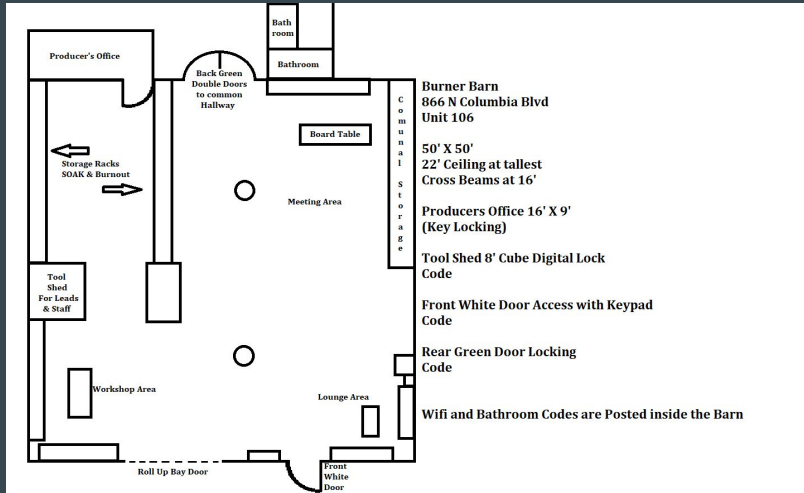 Bath
room
Producer's Office
Bathroom
Back Green
Double Doors
to common
Hallway
Comunal Storage
Board Table
Storage Racks
SOAK & Burnout
Meeting Area
Tool
Shed
For Leads
& Staff
Workshop Area
Lounge Area
Roll Up Bay Door
Front
White
Door
Burner Barn
866 N Columbia Blvd
Unit 106
50' X 50'
22' Ceiling at tallest
Cross Beams at 16'
Producers Office 16' X 9'
(Key Locking)
Tool Shed 8' Cube Digital Lock
Code
Front White Door Access with Keypad
Code
Rear Green Door Locking
Code
Wifi and Bathroom Codes are Posted inside the Barn